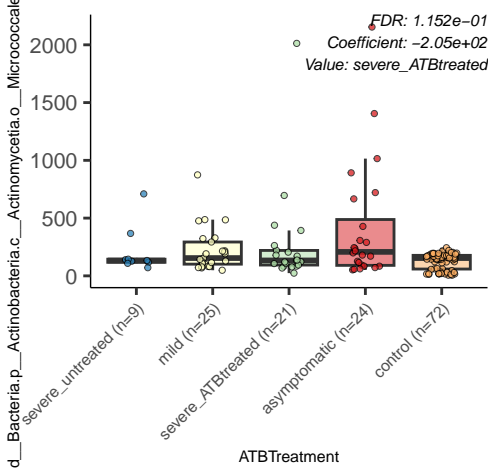 FDR: 1.152e−01
Coefficient: −2.05e+02
Value: severe_ATBtreated
d__Bacteria.p__Actinobacteria.c__Actinomycetia.o__Micrococcale
2000
1500
1000
500
0
severe_untreated (n=9)
mild (n=25)
severe_ATBtreated (n=21)
asymptomatic (n=24)
control (n=72)
ATBTreatment